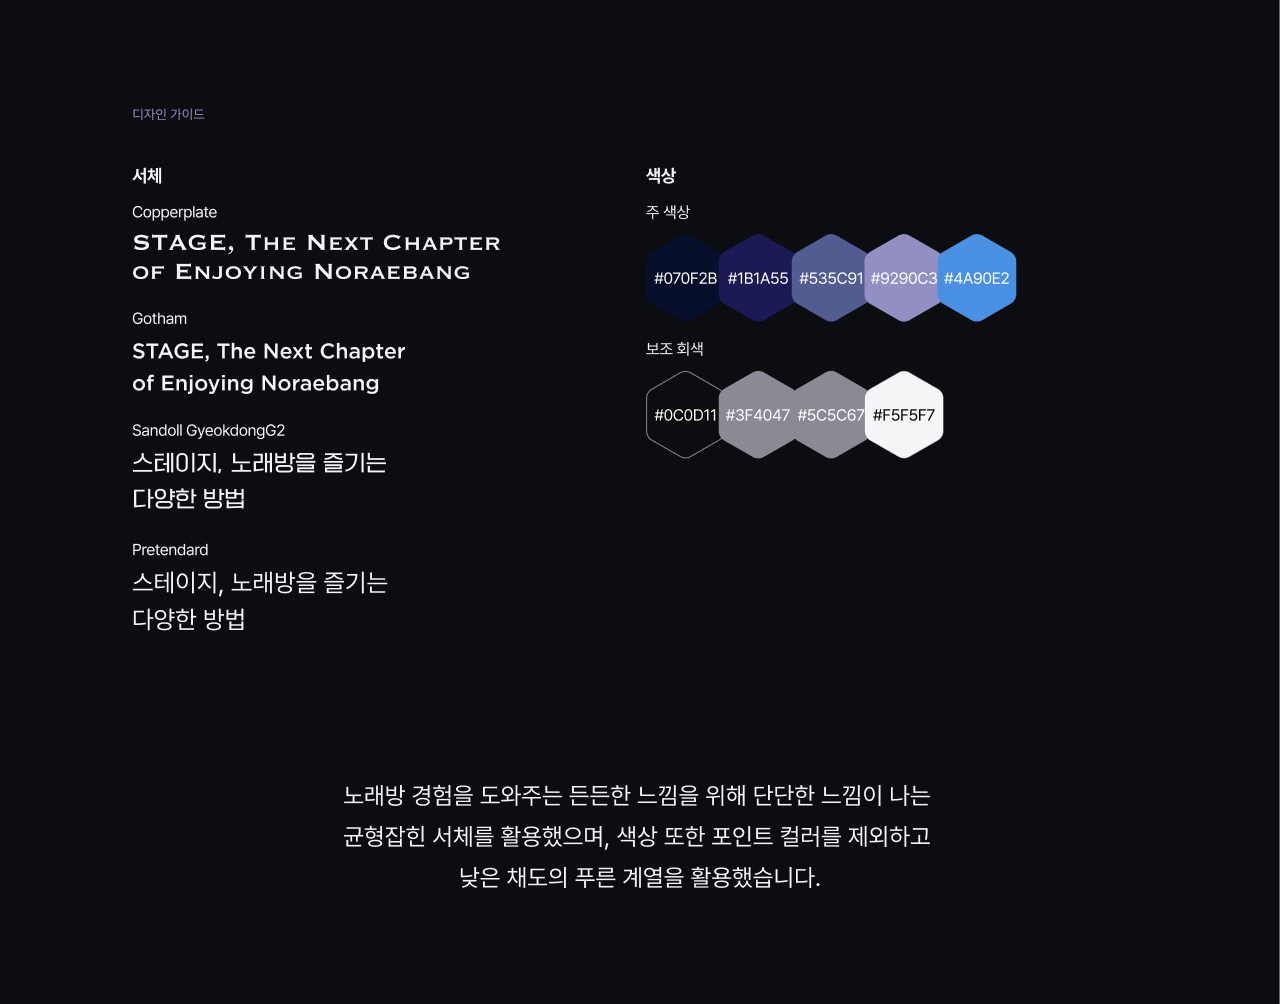 디자인 가이드
서체
Copperplate
STAGE, The Next Chapter
of Enjoying Noraebang
Gotham
STAGE, The Next Chapter
of Enjoying Noraebang
Sandoll GyeokdongG2
스테이지, 노래방을 즐기는
다양한 방법
Pretendard
스테이지, 노래방을 즐기는
다양한 방법
색상
주 색상
#070F2B #1B1A55 #535C91 #9290C3 #4A90E2
보조 회색
#0C0D11 #3F4047 #5C5C67 #F5F5F7
노래방 경험을 도와주는 든든한 느낌을 위해 단단한 느낌이 나는
균형잡힌 서체를 활용했으며, 색상 또한 포인트 컬러를 제외하고
낮은 채도의 푸른 계열을 활용했습니다.